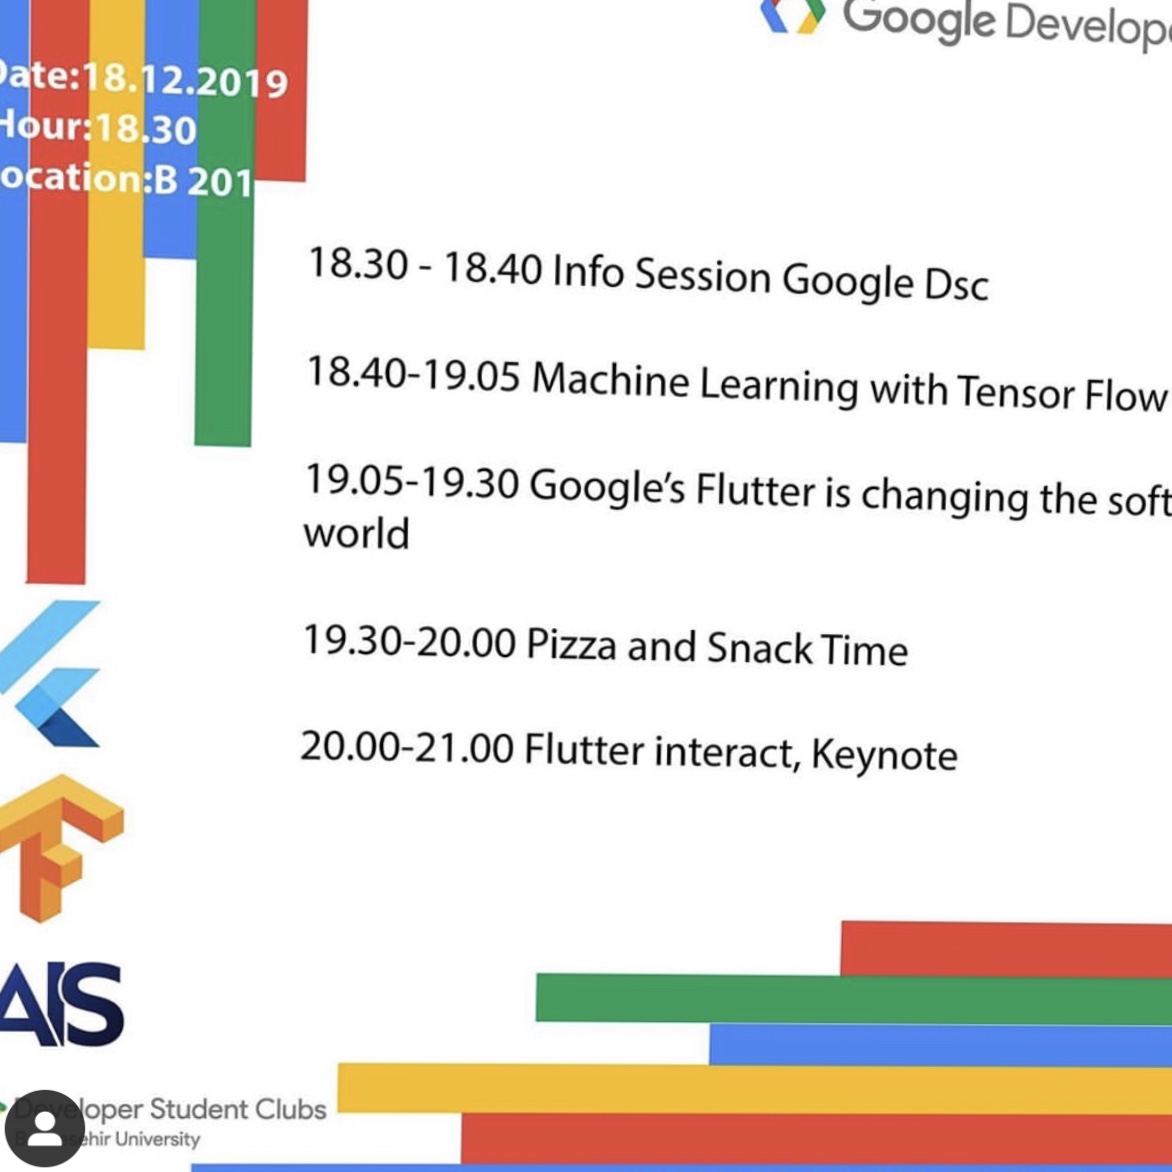 Google Develop
Date:18.12.2019
Hour:18.30
ocation:B 201
18.30 - 18.40 Info Session Google Dsc
18.40-19.05 Machine Learning with Tensor Flow
19.05-19.30 Google's Flutter is changing the soft
world
19.30-20.00 Pizza and Snack Time
20.00-21.00 Flutter interact, Keynote
AIS
Developer Student Clubs
University